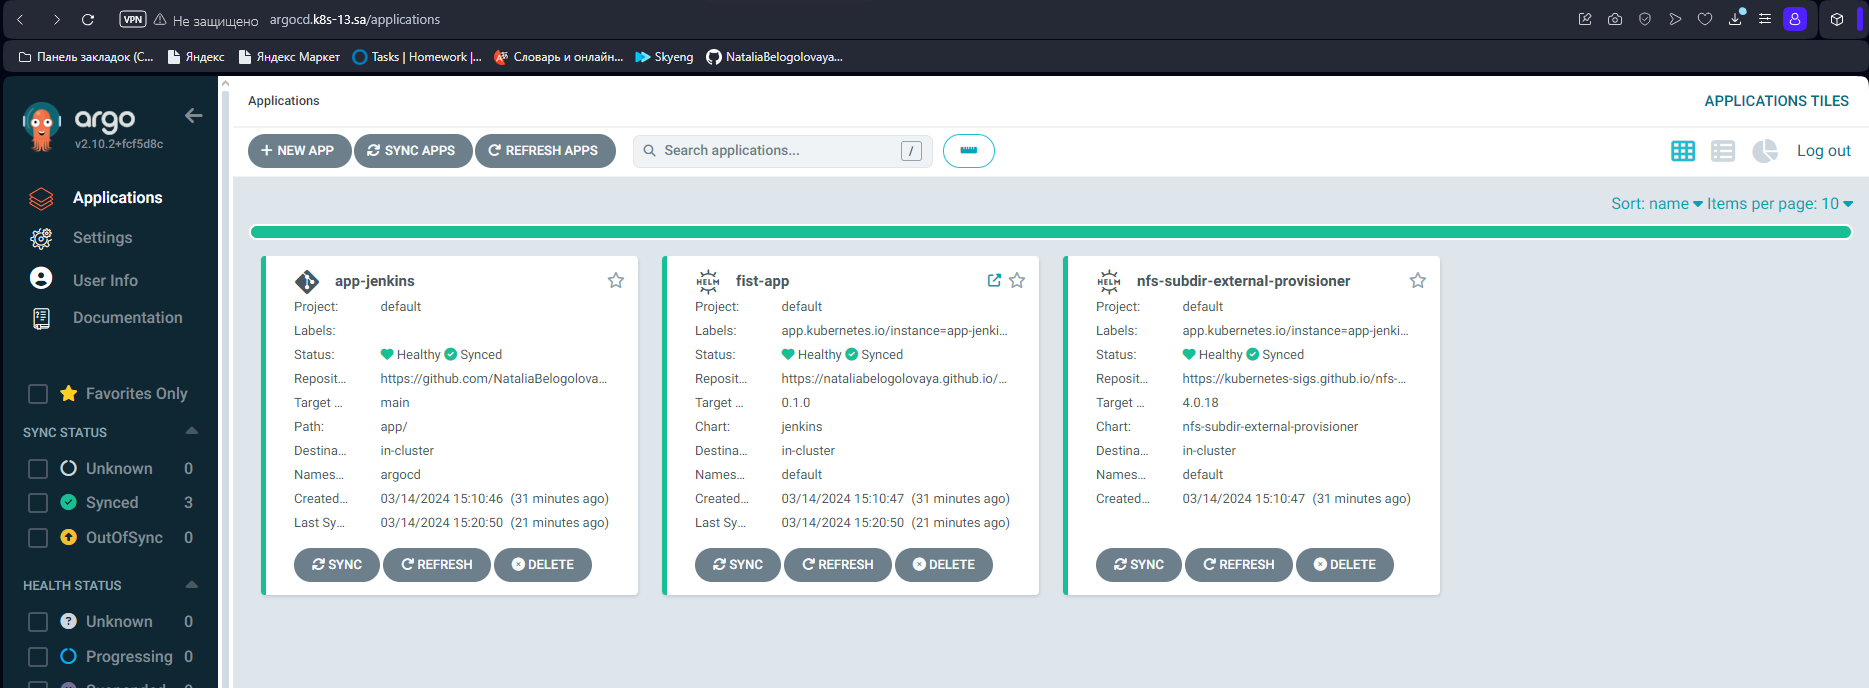 VPN Не защищено argocd.k8s-13.sa/applications
Панель закладок (С... Яндекс Яндекс Маркет Tasks | Homework |... Словарь и онлайн... Skyeng NataliaBelogolovaya...
argo
v2.10.2+fcf5d8c
Applications
Settings
User Info
Documentation
Favorites Only
SYNC STATUS
Unknown 0
Synced 3
OutOfSync 0
HEALTH STATUS
Unknown 0
Progressing 0
Applications
APPLICATIONS TILES
+ NEW APP SYNC APPS REFRESH APPS Search applications... / Log out
Sort: name Items per page: 10
app-jenkins
Project: default
Labels:
Status: Healthy Synced
Reposit... https://github.com/NataliaBelogolova...
Target ... main
Path: app/
Destina... in-cluster
Names... argocd
Created... 03/14/2024 15:10:46 (31 minutes ago)
Last Sy... 03/14/2024 15:20:50 (21 minutes ago)
SYNC REFRESH DELETE
HELM fist-app
Project: default
Labels: app.kubernetes.io/instance=app-jenki...
Status: Healthy Synced
Reposit... https://nataliabelogolovaya.github.io/...
Target ... 0.1.0
Chart: jenkins
Destina... in-cluster
Names... default
Created... 03/14/2024 15:10:47 (31 minutes ago)
Last Sy... 03/14/2024 15:20:50 (21 minutes ago)
SYNC REFRESH DELETE
HELM nfs-subdir-external-provisioner
Project: default
Labels: app.kubernetes.io/instance=app-jenki...
Status: Healthy Synced
Reposit... https://kubernetes-sigs.github.io/nfs-...
Target ... 4.0.18
Chart: nfs-subdir-external-provisioner
Destina... in-cluster
Names... default
Created... 03/14/2024 15:10:47 (31 minutes ago)
SYNC REFRESH DELETE